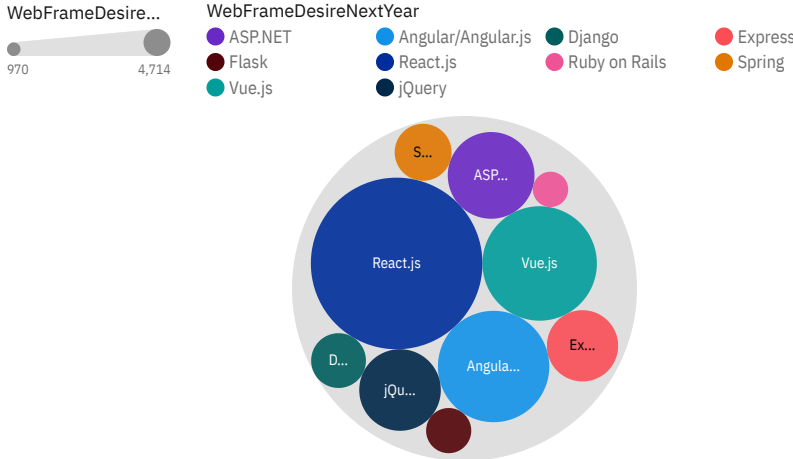 WebFrameDesire...
970 4,714
WebFrameDesireNextYear
ASP.NET Angular/Angular.js Django Express
Flask React.js Ruby on Rails Spring
Vue.js jQuery
S...
ASP...
React.js
Vue.js
Ex...
D...
Angula...
jQu...